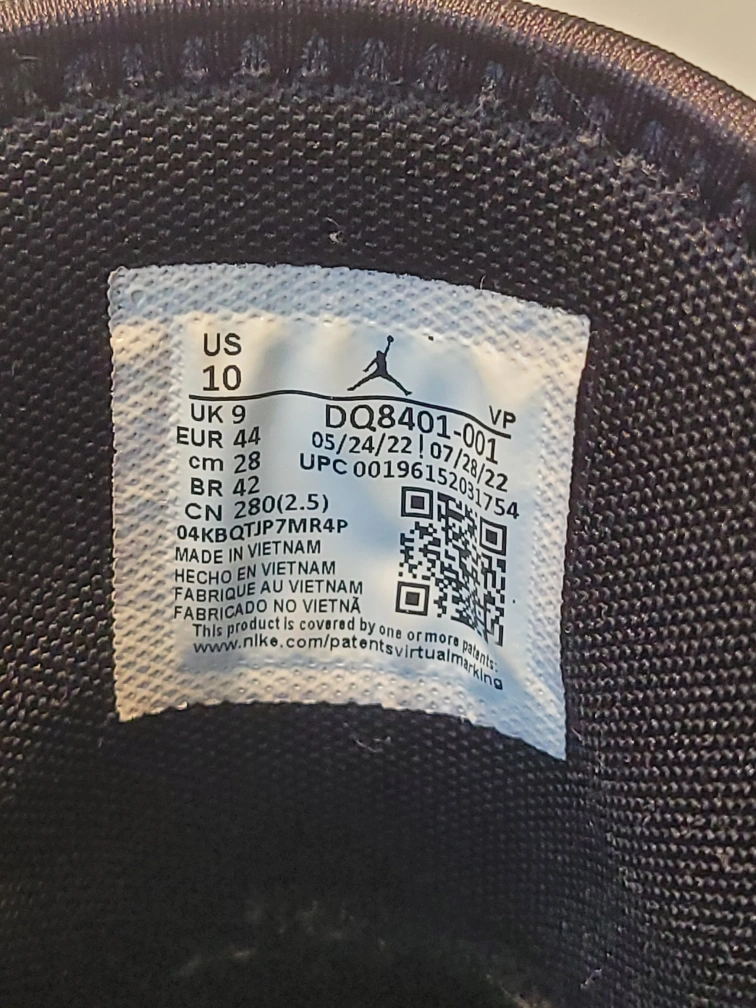 US
10
VP
UK 9
DQ8401-001
EUR 44
05/24/22 | 07/28/22
cm 28
UPC 00196152031754
BR 42
CN 280(2.5)
04KBQTJP7MR4P
MADE IN VIETNAM
HECHO EN VIETNAM
FABRIQUE AU VIETNAM
FABRICADO NO VIETNÃ
This product is covered by one or more patents:
www.nike.com/patentsvirtualmarking